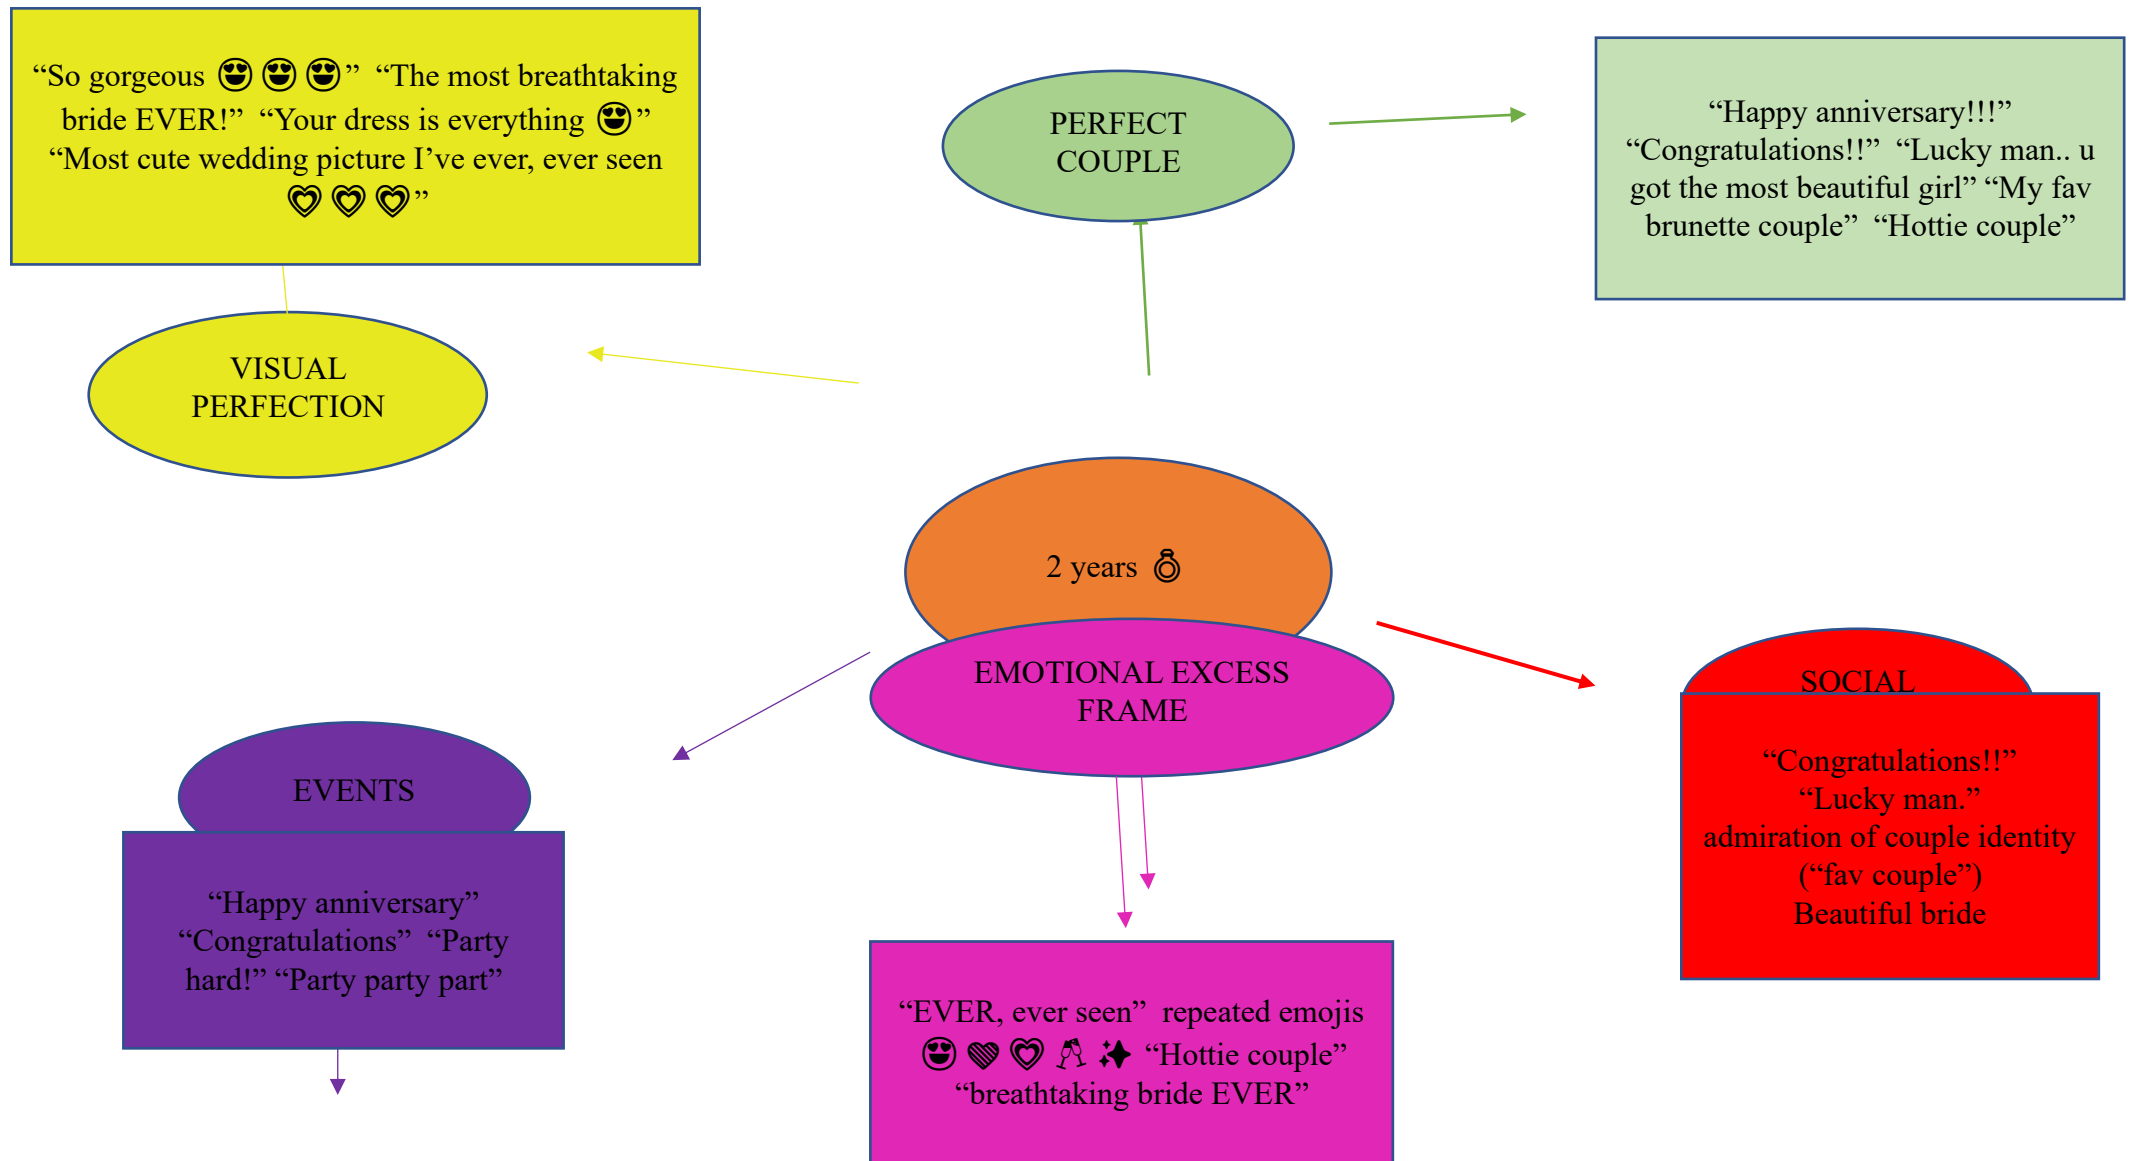 “So gorgeous 😍 😍 😍”  “The most breathtaking
bride EVER!”  “Your dress is everything 😍”
“Most cute wedding picture I’ve ever, ever seen
💗 💗 💗”
PERFECT
COUPLE
“Happy anniversary!!!”
“Congratulations!!”  “Lucky man.. u
got the most beautiful girl” “My fav
brunette couple”  “Hottie couple”
VISUAL
PERFECTION
2 years 💍
EMOTIONAL EXCESS
FRAME
SOCIAL
“Congratulations!!”
“Lucky man.”
admiration of couple identity
(“fav couple”)
Beautiful bride
EVENTS
“Happy anniversary”
“Congratulations”  “Party
hard!” “Party party part”
“EVER, ever seen”  repeated emojis
😍 🤎 💗 🥂 ✨ “Hottie couple”
“breathtaking bride EVER”